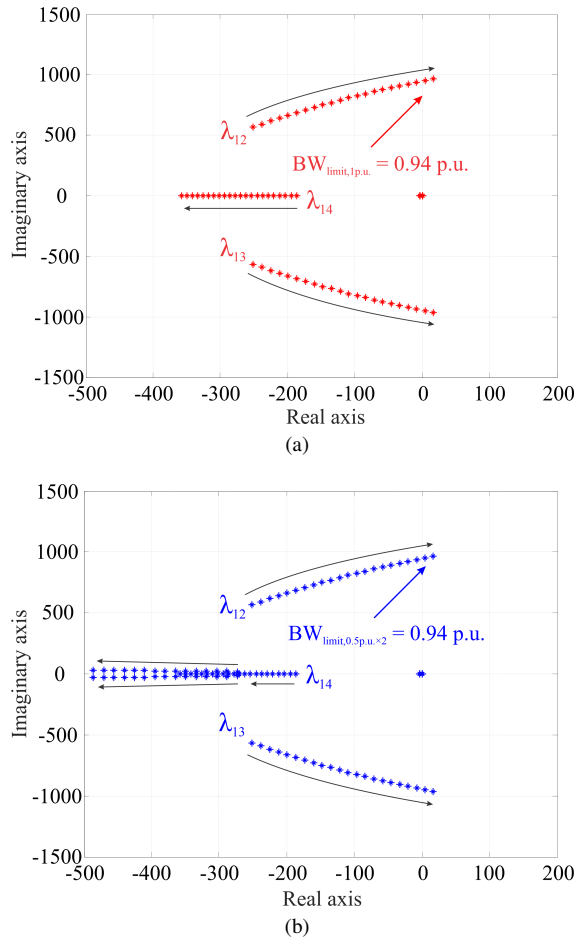 1500
1000
500
0
-500
-1000
-1500
Imaginary axis
λ12
BWlimit,1p.u. = 0.94 p.u.
λ14
λ13
-500 -400 -300 -200 -100 0 100 200
Real axis
(a)
1500
1000
500
0
-500
-1000
-1500
Imaginary axis
λ12
BWlimit,0.5p.u.×2 = 0.94 p.u.
λ14
λ13
-500 -400 -300 -200 -100 0 100 200
Real axis
(b)